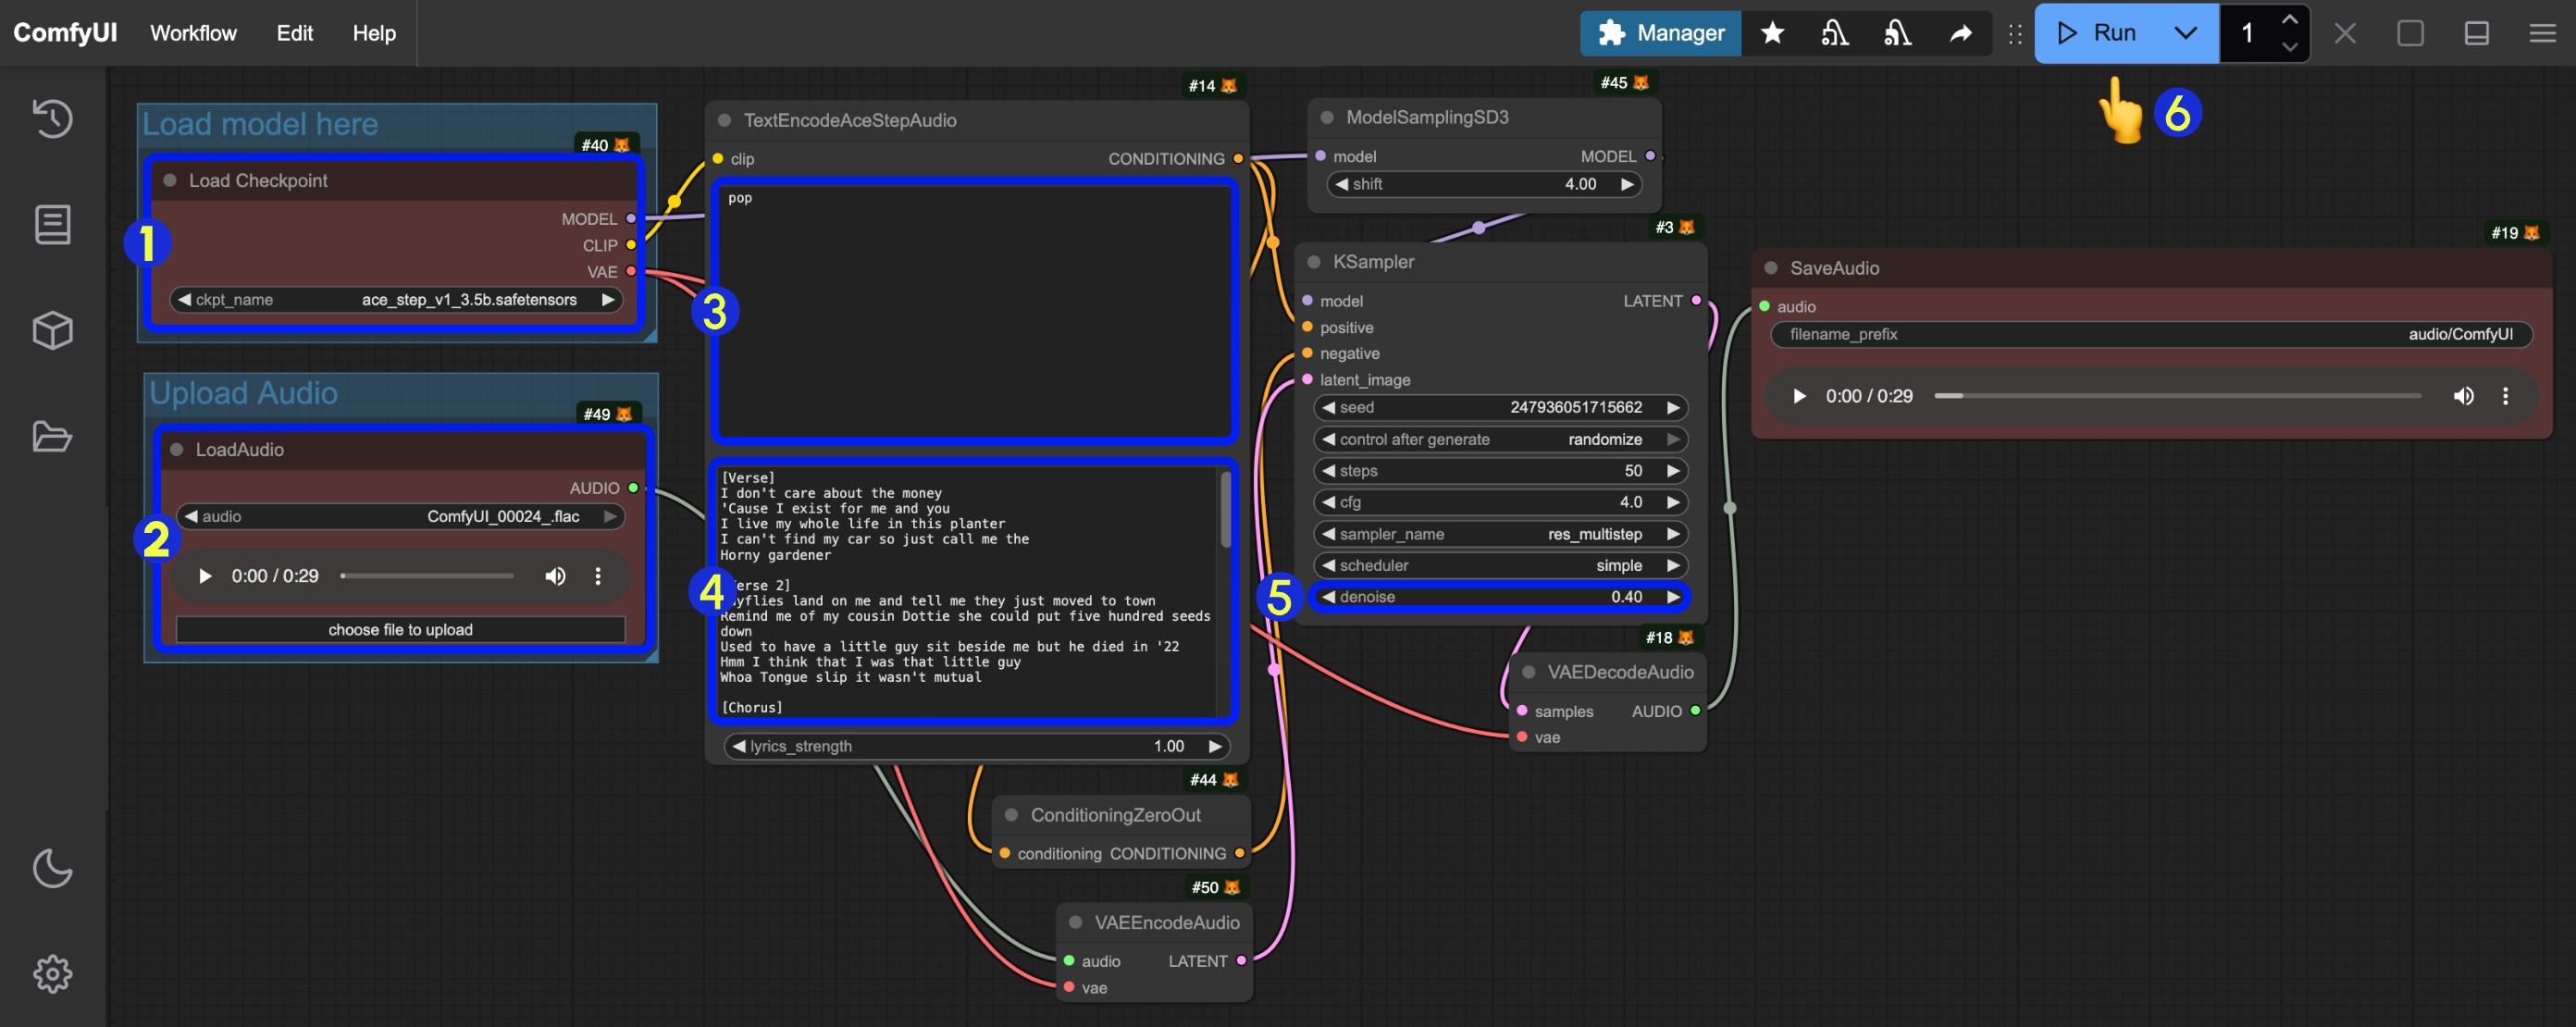 ComfyUI
Workflow
Edit
Help
Manager
Run
1
6
Load model here
#40
Load Checkpoint
MODEL
CLIP
VAE
1
ckpt_name ace_step_v1_3.5b.safetensors
Upload Audio
#49
LoadAudio
AUDIO
audio ComfyUI_00024_.flac
2
0:00 / 0:29
choose file to upload
#14
TextEncodeAceStepAudio
clip CONDITIONING
pop
3
[Verse]
I don't care about the money
'Cause I exist for me and you
I live my whole life in this planter
I can't find my car so just call me the
Horny gardener
4
erse 2]
yflies land on me and tell me they just moved to town
Remind me of my cousin Dottie she could put five hundred seeds
down
Used to have a little guy sit beside me but he died in '22
Hmm I think that I was that little guy
Whoa Tongue slip it wasn't mutual
[Chorus]
lyrics_strength 1.00
#44
ConditioningZeroOut
conditioning CONDITIONING
#50
VAEEncodeAudio
audio LATENT
vae
#45
ModelSamplingSD3
model MODEL
shift 4.00
#3
KSampler
model LATENT
positive
negative
latent_image
seed 247936051715662
control after generate randomize
steps 50
cfg 4.0
sampler_name res_multistep
scheduler simple
5
denoise 0.40
#18
VAEDecodeAudio
samples AUDIO
vae
#19
SaveAudio
audio
filename_prefix audio/ComfyUI
0:00 / 0:29